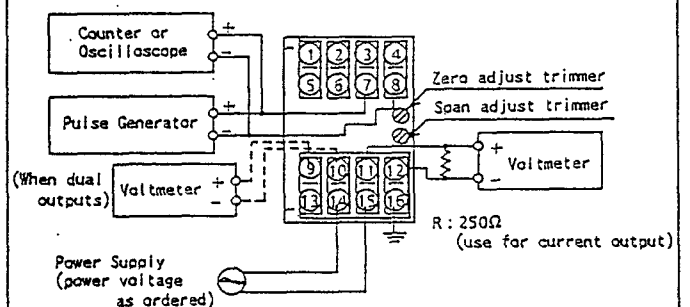 Counter or
Oscilloscope
+
-
1 2 3 4
5 6 7 8
Zero adjust trimmer
Span adjust trimmer
Pulse Generator
+
-
(When dual
outputs)
Voltmeter
+
-
9 10 11 12
13 14 15 16
+
-
Voltmeter
R: 250Ω
(use for current output)
Power Supply
(power voltage
as ordered)